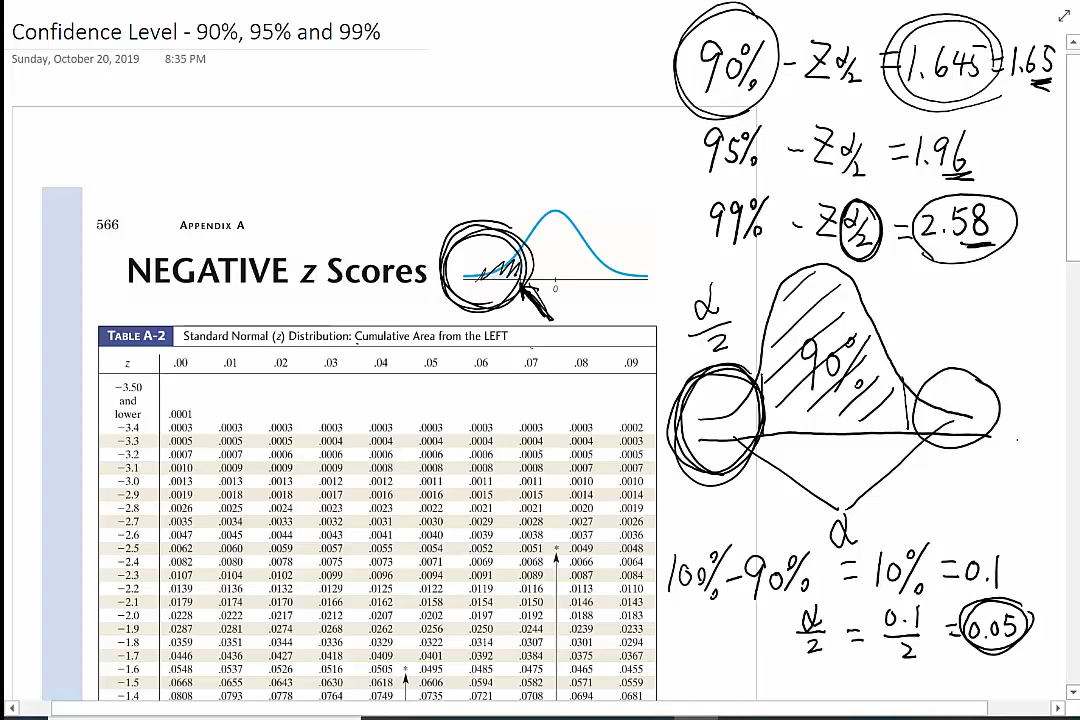 Confidence Level - 90%, 95% and 99%
Sunday, October 20, 2019 8:35 PM
90% - Zα/2 = 1.645 = 1.65
95% - Zα/2 = 1.96
99% - Zα/2 = 2.58
566 APPENDIX A
NEGATIVE z Scores
0
TABLE A-2 Standard Normal (z) Distribution: Cumulative Area from the LEFT
z .00 .01 .02 .03 .04 .05 .06 .07 .08 .09
−3.50
and
lower .0001
−3.4 .0003 .0003 .0003 .0003 .0003 .0003 .0003 .0003 .0003 .0002
−3.3 .0005 .0005 .0005 .0004 .0004 .0004 .0004 .0004 .0004 .0003
−3.2 .0007 .0007 .0006 .0006 .0006 .0006 .0006 .0005 .0005 .0005
−3.1 .0010 .0009 .0009 .0009 .0008 .0008 .0008 .0008 .0007 .0007
−3.0 .0013 .0013 .0013 .0012 .0012 .0011 .0011 .0011 .0010 .0010
−2.9 .0019 .0018 .0018 .0017 .0016 .0016 .0015 .0015 .0014 .0014
−2.8 .0026 .0025 .0024 .0023 .0023 .0022 .0021 .0021 .0020 .0019
−2.7 .0035 .0034 .0033 .0032 .0031 .0030 .0029 .0028 .0027 .0026
−2.6 .0047 .0045 .0044 .0043 .0041 .0040 .0039 .0038 .0037 .0036
−2.5 .0062 .0060 .0059 .0057 .0055 .0054 .0052 .0051 * .0049 .0048
−2.4 .0082 .0080 .0078 .0075 .0073 .0071 .0069 .0068 .0066 .0064
−2.3 .0107 .0104 .0102 .0099 .0096 .0094 .0091 .0089 .0087 .0084
−2.2 .0139 .0136 .0132 .0129 .0125 .0122 .0119 .0116 .0113 .0110
−2.1 .0179 .0174 .0170 .0166 .0162 .0158 .0154 .0150 .0146 .0143
−2.0 .0228 .0222 .0217 .0212 .0207 .0202 .0197 .0192 .0188 .0183
−1.9 .0287 .0281 .0274 .0268 .0262 .0256 .0250 .0244 .0239 .0233
−1.8 .0359 .0351 .0344 .0336 .0329 .0322 .0314 .0307 .0301 .0294
−1.7 .0446 .0436 .0427 .0418 .0409 .0401 .0392 .0384 .0375 .0367
−1.6 .0548 .0537 .0526 .0516 .0505 * .0495 .0485 .0475 .0465 .0455
−1.5 .0668 .0655 .0643 .0630 .0618 .0606 .0594 .0582 .0571 .0559
−1.4 .0808 .0793 .0778 .0764 .0749 .0735 .0721 .0708 .0694 .0681
α/2
90%
α
100% - 90% = 10% = 0.1
α/2 = 0.1/2 = 0.05